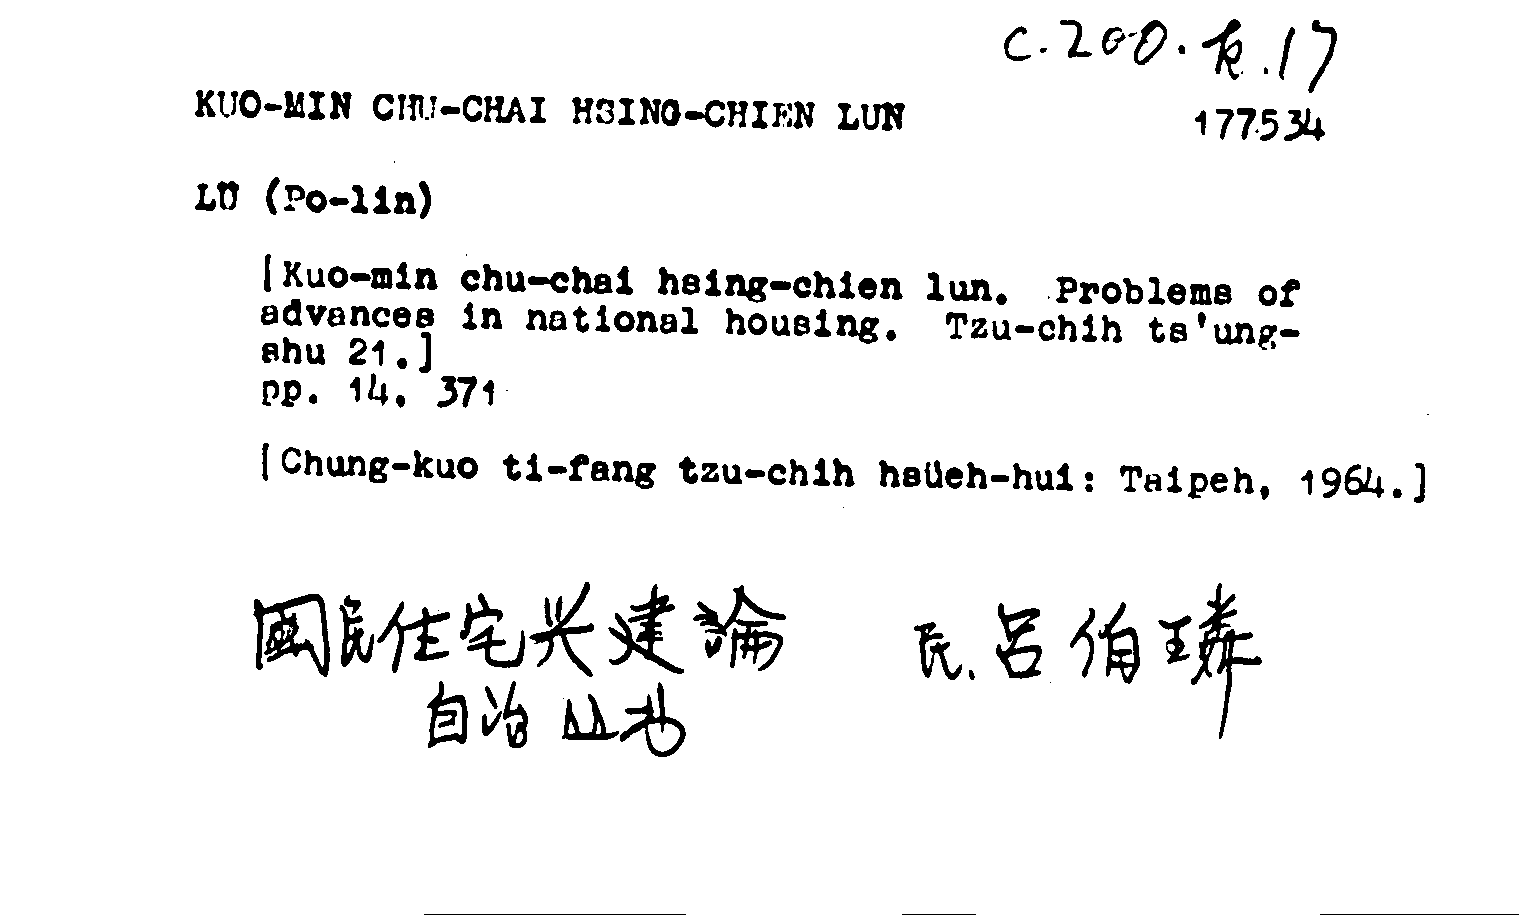 C.200.k.17
KUO-MIN CHU-CHAI HSING-CHIEN LUN
177534
LÜ (Po-lin)
[Kuo-min chu-chai hsing-chien lun. Problems of
advances in national housing. Tzu-chih ts'ung-
shu 21.]
pp. 14. 371
[Chung-kuo ti-fang tzu-chih hsüeh-hui: Taipeh, 1964.]
國民住宅兴建論 民.呂伯璘
自治丛书